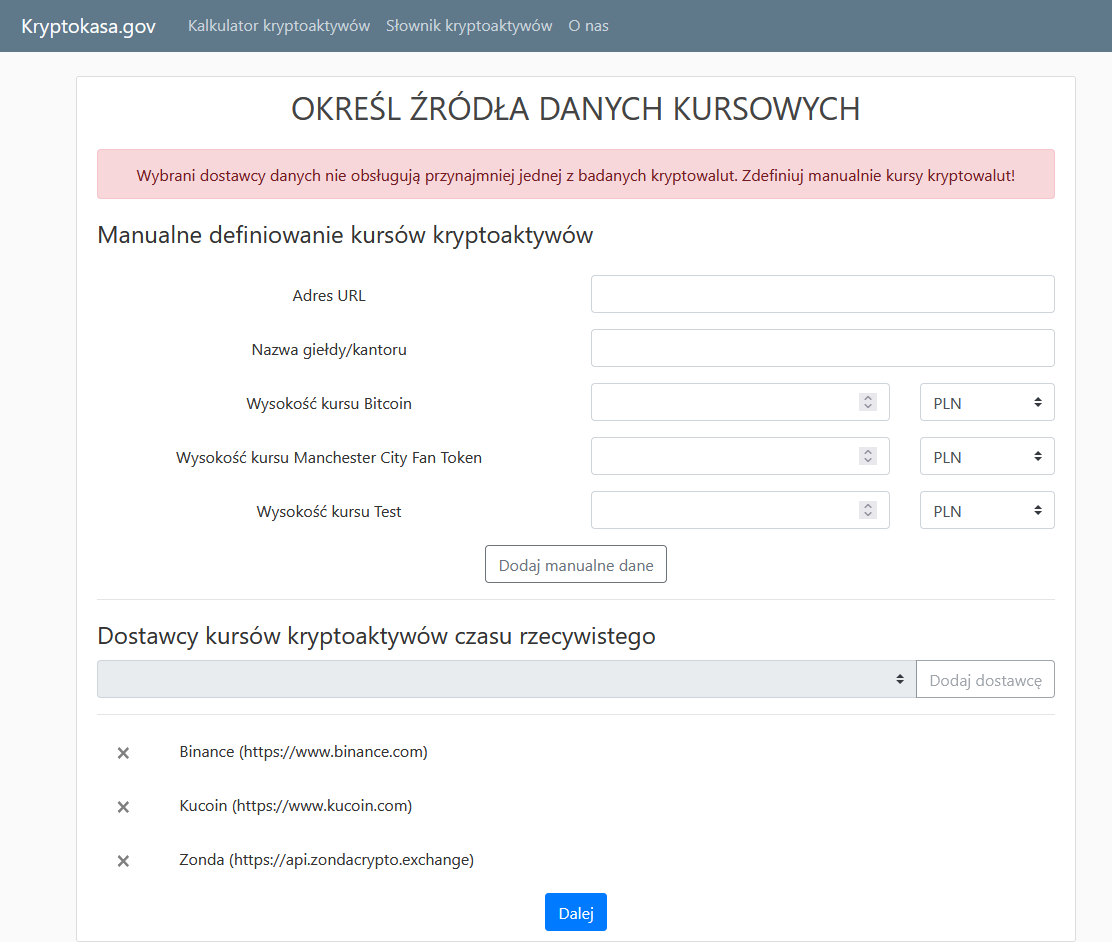 Kryptokasa.gov Kalkulator kryptoaktywów Słownik kryptoaktywów O nas
OKREŚL ŹRÓDŁA DANYCH KURSOWYCH
Wybrani dostawcy danych nie obsługują przynajmniej jednej z badanych kryptowalut. Zdefiniuj manualnie kursy kryptowalut!
Manualne definiowanie kursów kryptoaktywów
Adres URL
Nazwa giełdy/kantoru
Wysokość kursu Bitcoin PLN
Wysokość kursu Manchester City Fan Token PLN
Wysokość kursu Test PLN
Dodaj manualne dane
Dostawcy kursów kryptoaktywów czasu rzecywistego
Dodaj dostawcę
Binance (https://www.binance.com)
Kucoin (https://www.kucoin.com)
Zonda (https://api.zondacrypto.exchange)
Dalej